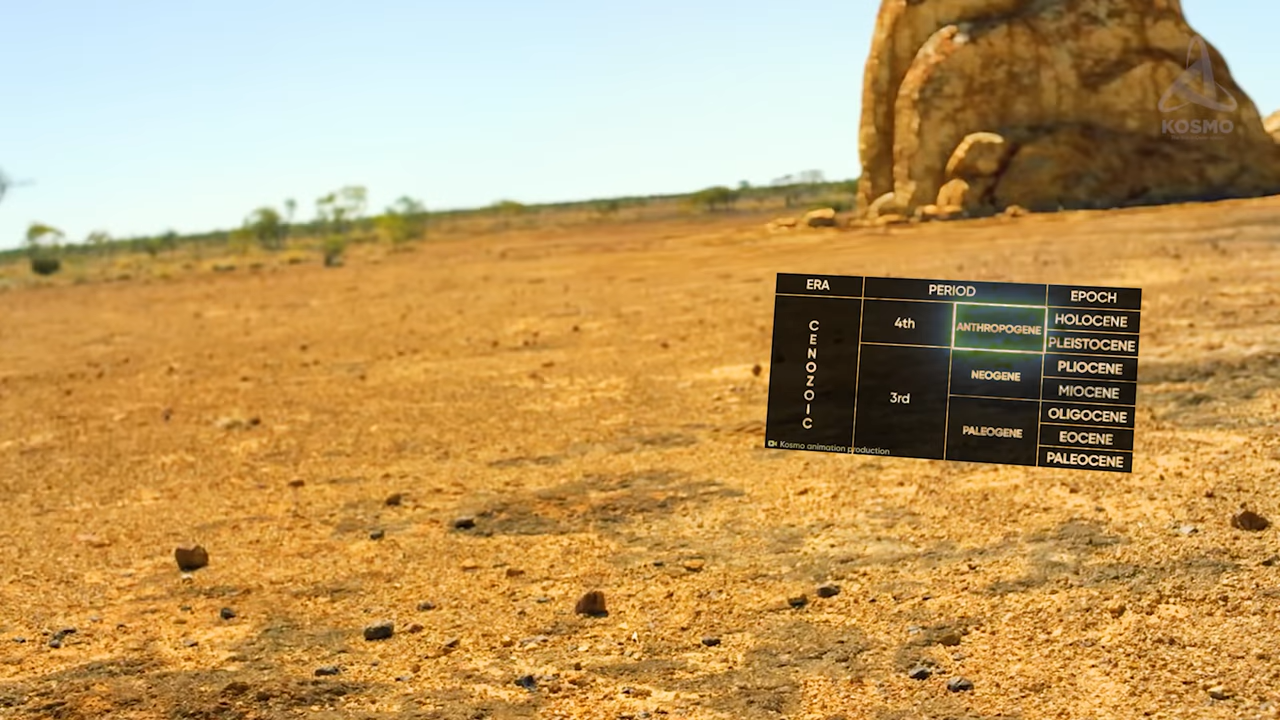 KOSMO
ERA
PERIOD
EPOCH
CENOZOIC
4th
ANTHROPOGENE
HOLOCENE
PLEISTOCENE
3rd
NEOGENE
PLIOCENE
MIOCENE
PALEOGENE
OLIGOCENE
EOCENE
PALEOCENE
Kosmo animation production